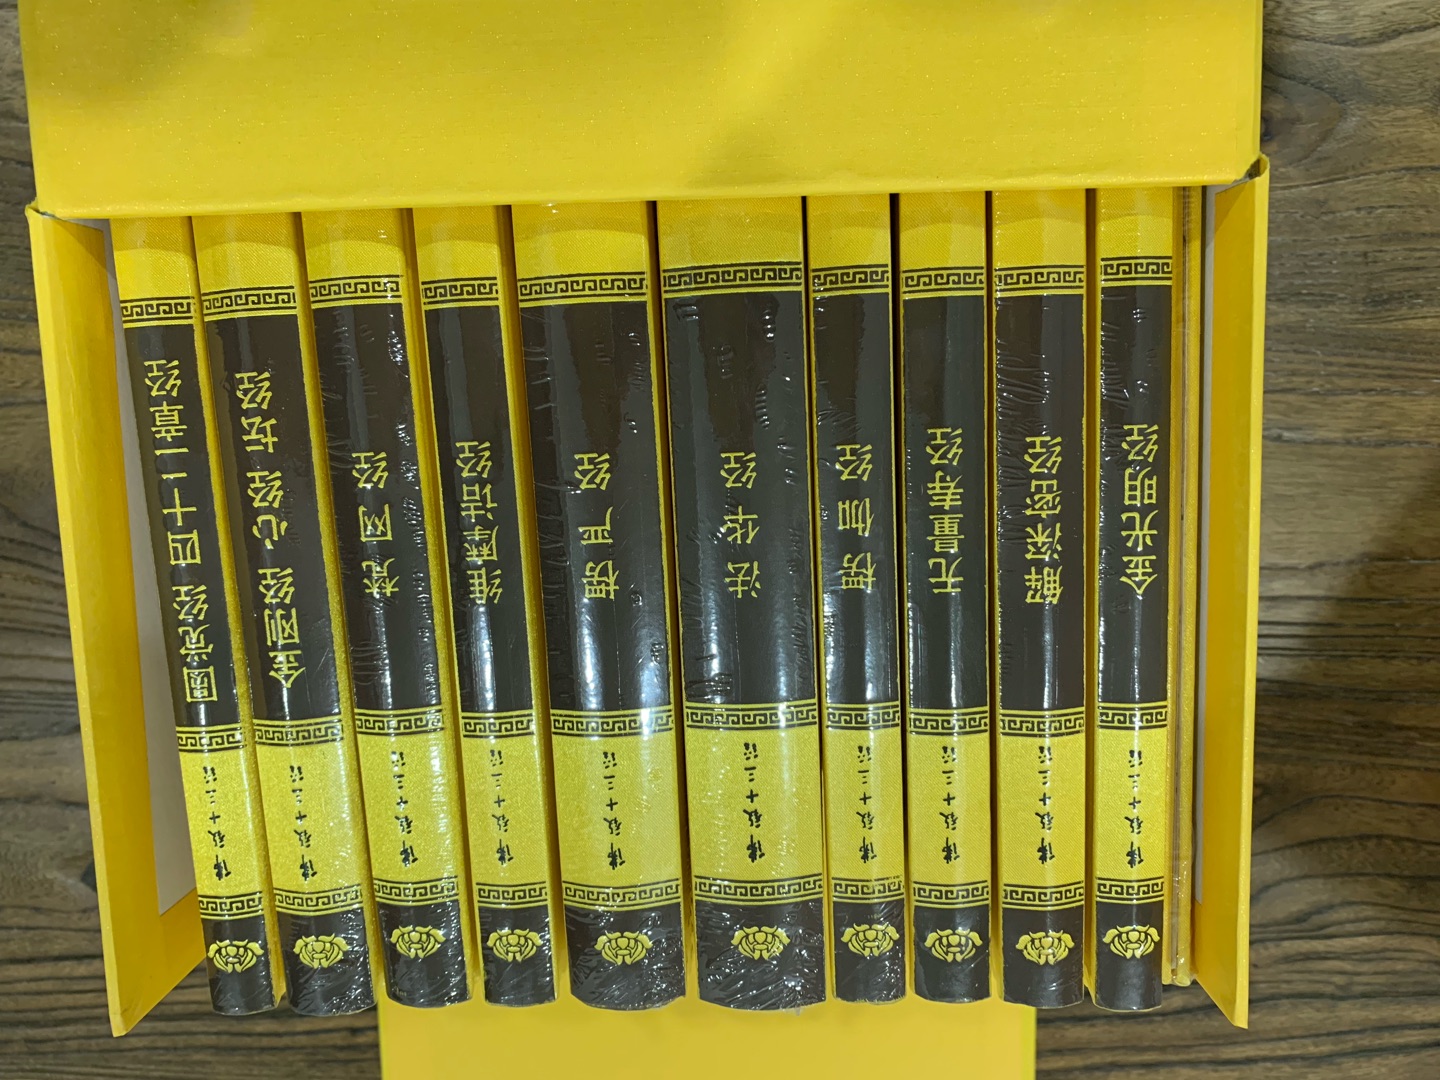 圆觉经 四十二章经
佛教十三经
金刚经 心经 坛经
佛教十三经
梵网经
佛教十三经
维摩诘经
佛教十三经
楞严经
佛教十三经
法华经
佛教十三经
楞伽经
佛教十三经
无量寿经
佛教十三经
解深密经
佛教十三经
金光明经
佛教十三经